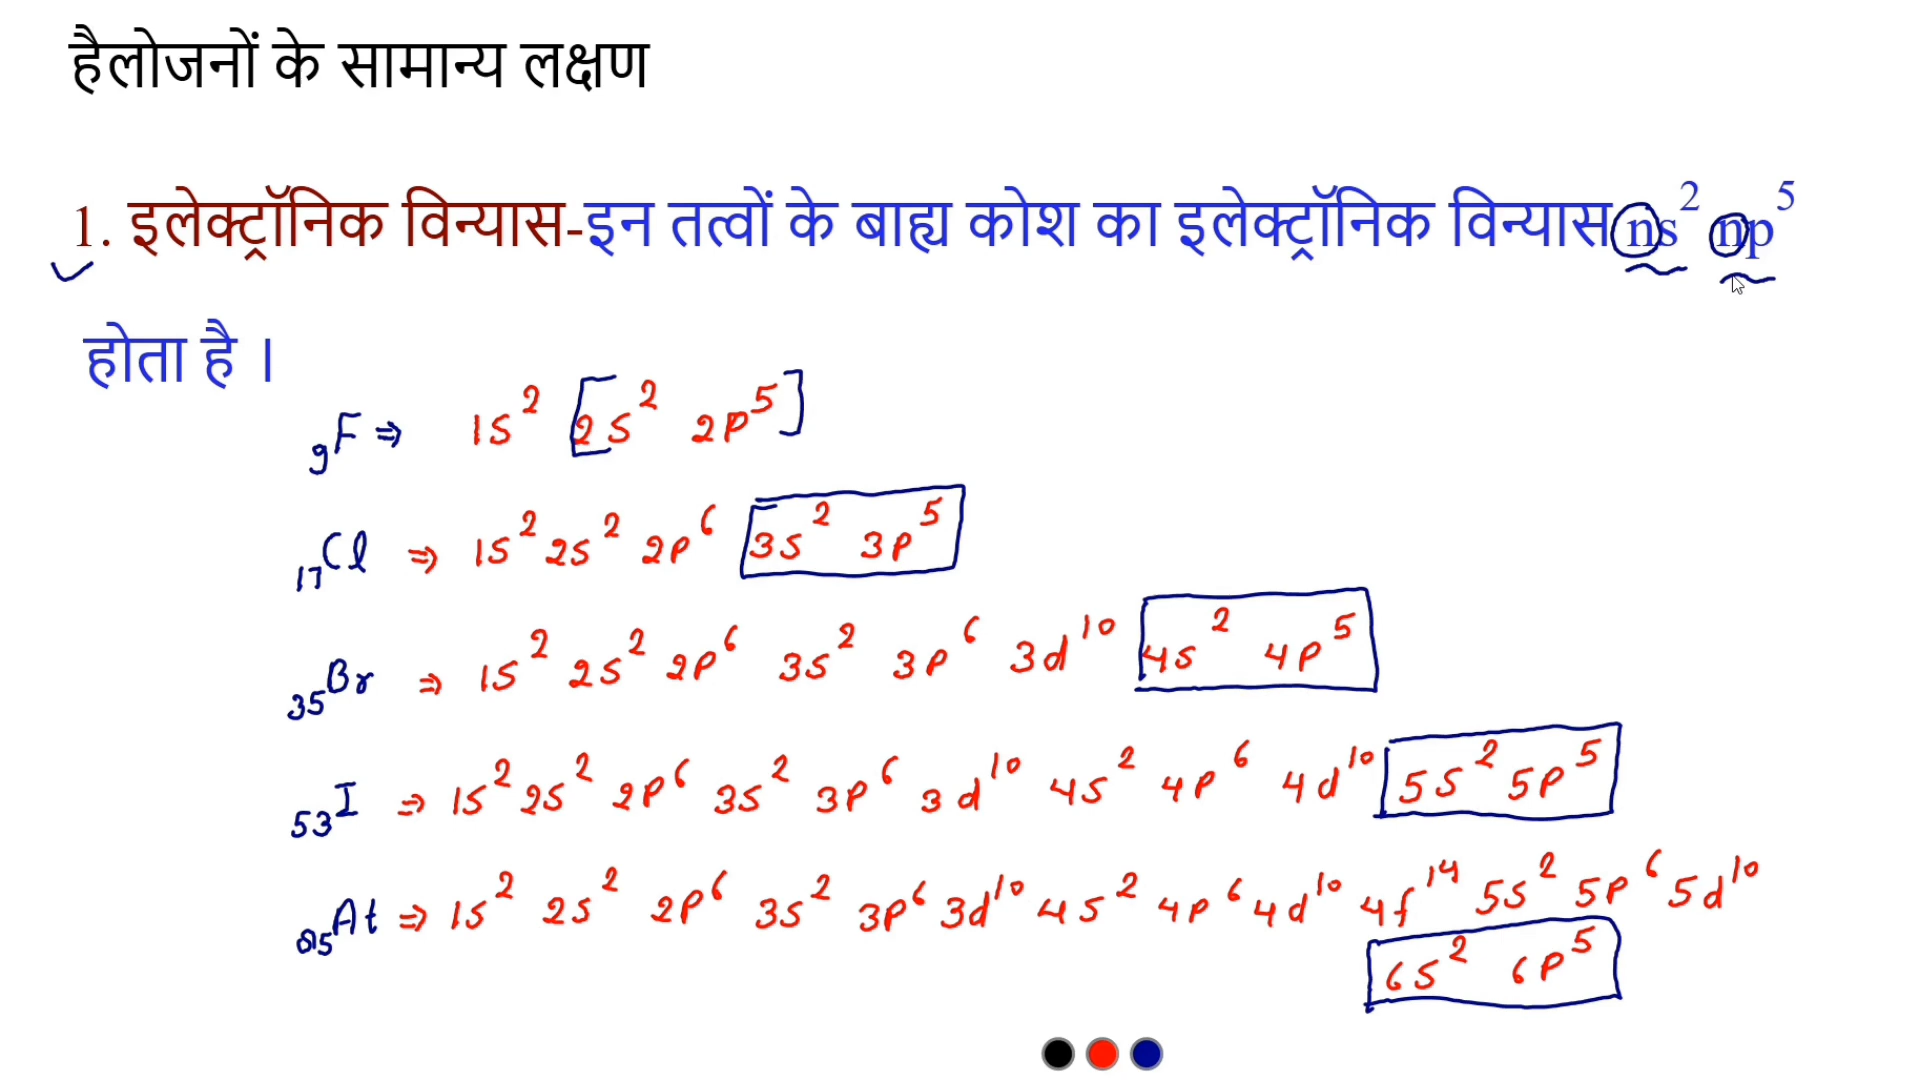 हैलोजनों के सामान्य लक्षण
1. इलेक्ट्रॉनिक विन्यास-इन तत्वों के बाह्य कोश का इलेक्ट्रॉनिक विन्यास ns² np⁵
होता है ।
₉F ⇒ 1s² [2s² 2p⁵]
₁₇Cl ⇒ 1s² 2s² 2p⁶ 3s² 3p⁵
₃₅Br ⇒ 1s² 2s² 2p⁶ 3s² 3p⁶ 3d¹⁰ 4s² 4p⁵
₅₃I ⇒ 1s² 2s² 2p⁶ 3s² 3p⁶ 3d¹⁰ 4s² 4p⁶ 4d¹⁰ 5s² 5p⁵
₈₅At ⇒ 1s² 2s² 2p⁶ 3s² 3p⁶ 3d¹⁰ 4s² 4p⁶ 4d¹⁰ 4f¹⁴ 5s² 5p⁶ 5d¹⁰
6s² 6p⁵